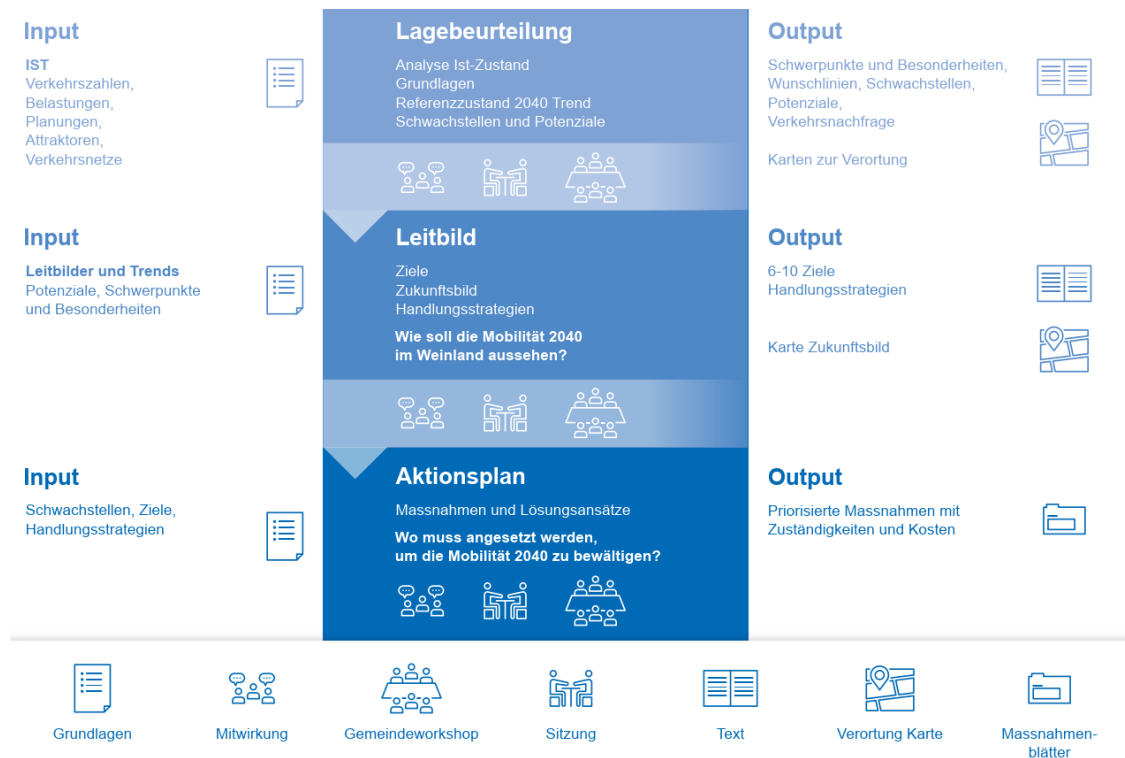 Input
IST
Verkehrszahlen,
Belastungen,
Planungen,
Attraktoren,
Verkehrsnetze
Lagebeurteilung
Analyse Ist-Zustand
Grundlagen
Referenzzustand 2040 Trend
Schwachstellen und Potenziale
Output
Schwerpunkte und Besonderheiten,
Wunschlinien, Schwachstellen,
Potenziale,
Verkehrsnachfrage
Karten zur Verortung
Input
Leitbilder und Trends
Potenziale, Schwerpunkte
und Besonderheiten
Leitbild
Ziele
Zukunftsbild
Handlungsstrategien
Wie soll die Mobilität 2040
im Weinland aussehen?
Output
6-10 Ziele
Handlungsstrategien
Karte Zukunftsbild
Input
Schwachstellen, Ziele,
Handlungsstrategien
Aktionsplan
Massnahmen und Lösungsansätze
Wo muss angesetzt werden,
um die Mobilität 2040 zu bewältigen?
Output
Priorisierte Massnahmen mit
Zuständigkeiten und Kosten
Grundlagen
Mitwirkung
Gemeindeworkshop
Sitzung
Text
Verortung Karte
Massnahmen-
blätter